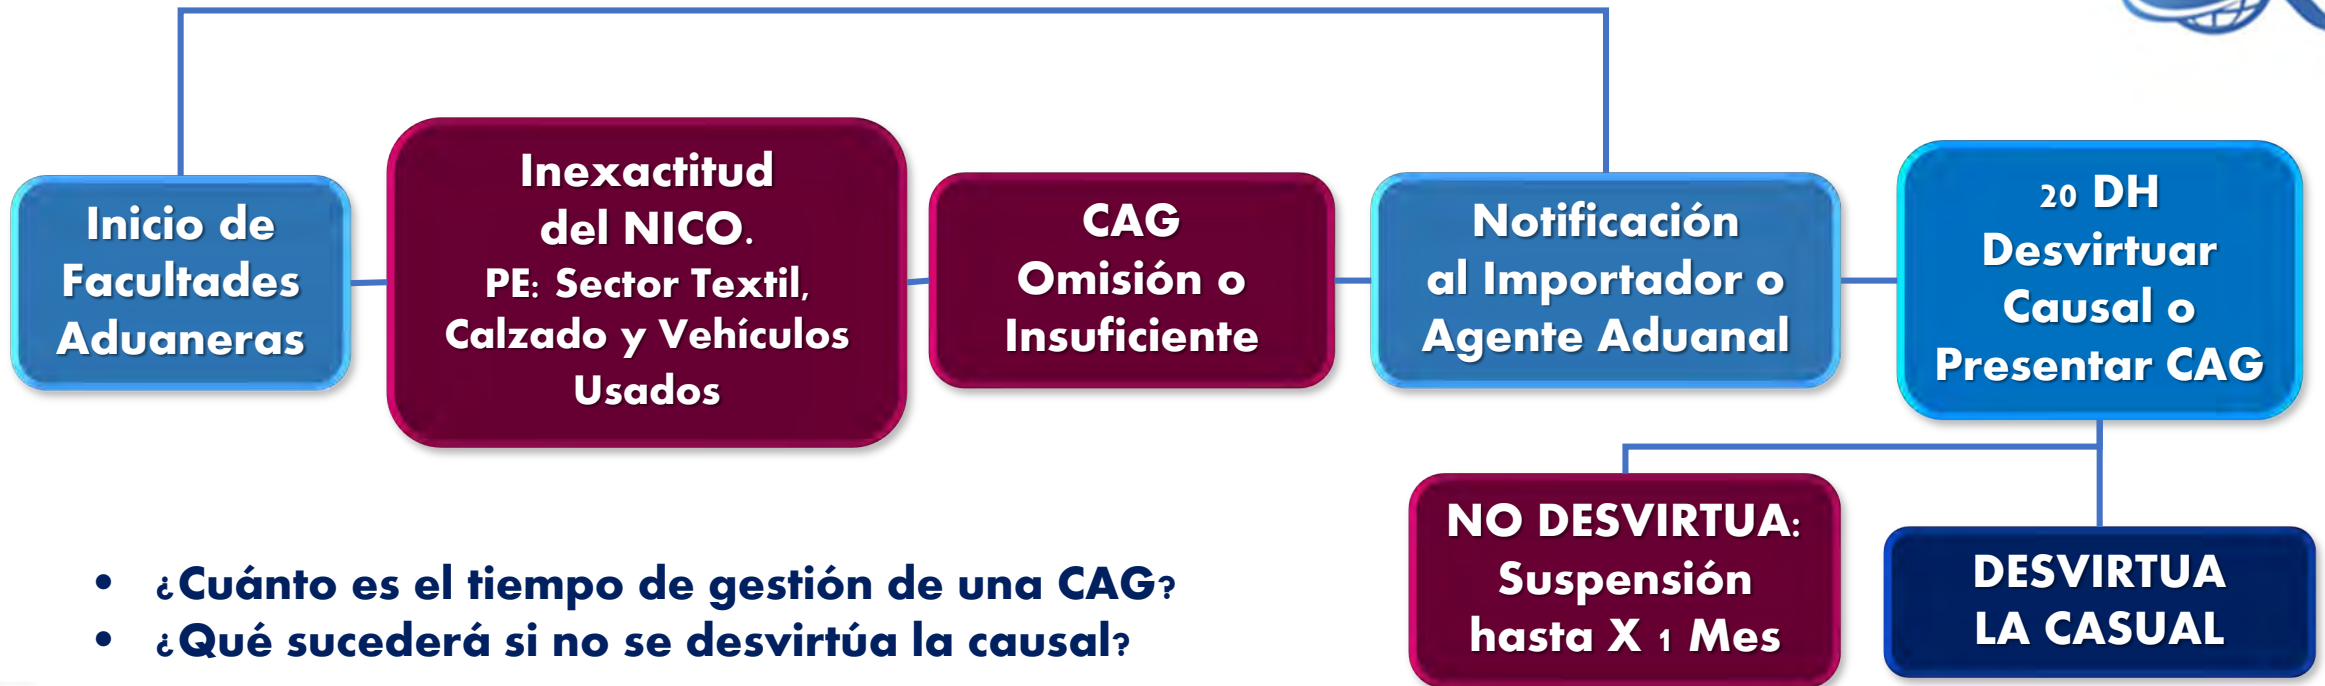 Inicio de
Facultades
Aduaneras
Inexactitud
del NICO.
PE: Sector Textil,
Calzado y Vehículos
Usados
CAG
Omisión o
Insuficiente
Notificación
al Importador o
Agente Aduanal
20 DH
Desvirtuar
Causal o
Presentar CAG
NO DESVIRTUA:
Suspensión
hasta X 1 Mes
DESVIRTUA
LA CASUAL
• ¿Cuánto es el tiempo de gestión de una CAG?
• ¿Qué sucederá si no se desvirtúa la causal?